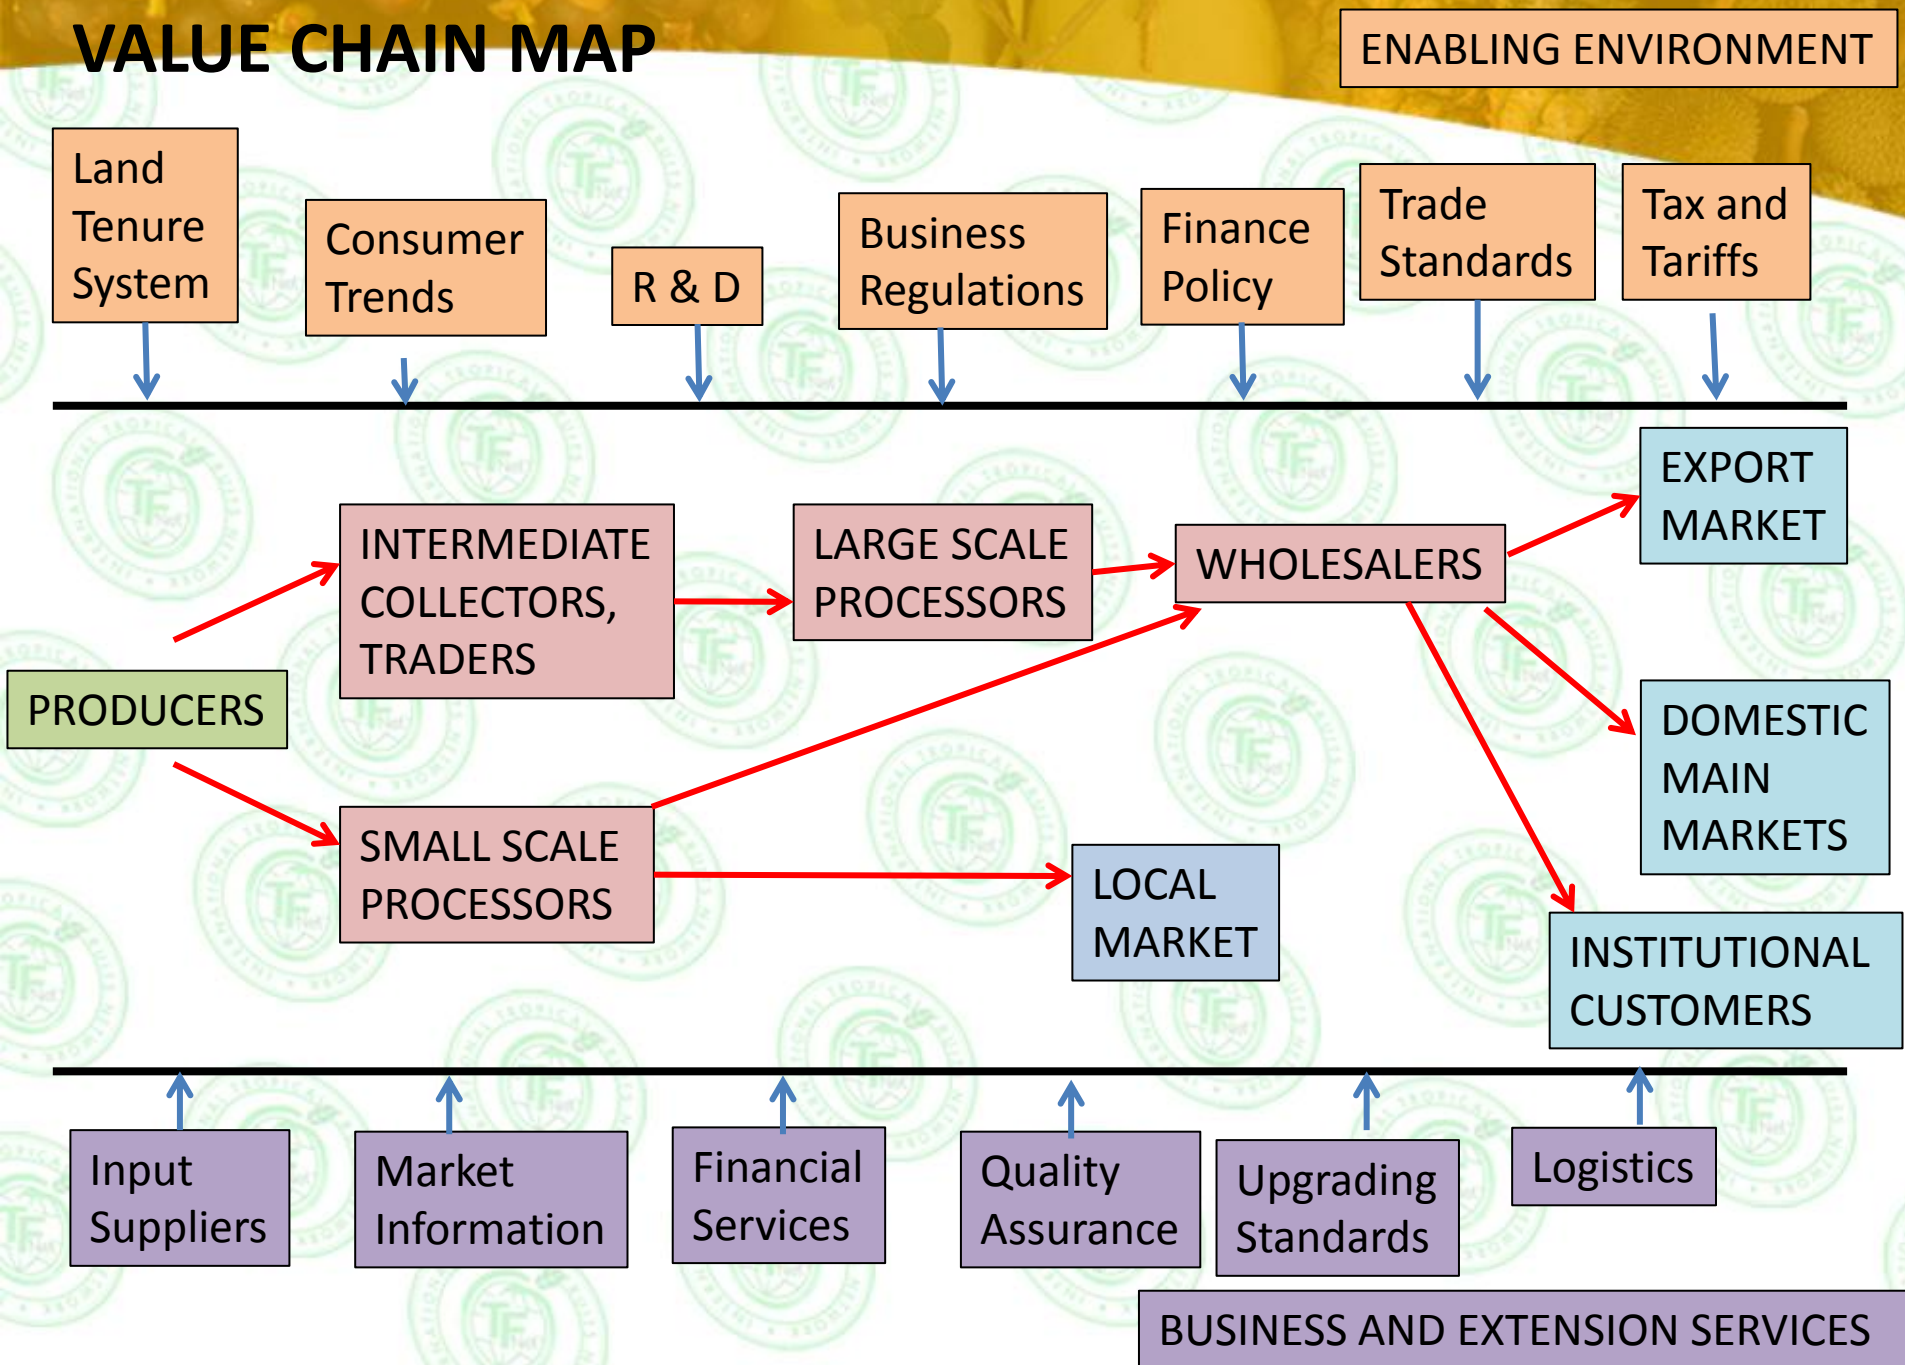 VALUE CHAIN MAP
ENABLING ENVIRONMENT
Land
Tenure
System
Consumer
Trends
R & D
Business
Regulations
Finance
Policy
Trade
Standards
Tax and
Tariffs
EXPORT
MARKET
INTERMEDIATE
COLLECTORS,
TRADERS
LARGE SCALE
PROCESSORS
WHOLESALERS
PRODUCERS
DOMESTIC
MAIN
MARKETS
SMALL SCALE
PROCESSORS
LOCAL
MARKET
INSTITUTIONAL
CUSTOMERS
Input
Suppliers
Market
Information
Financial
Services
Quality
Assurance
Upgrading
Standards
Logistics
BUSINESS AND EXTENSION SERVICES